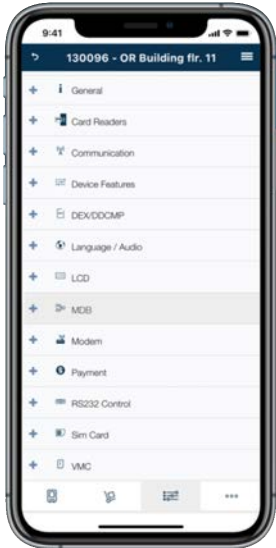 9:41
130096 - OR Building flr. 11
General
Card Readers
Communication
Device Features
DEX/DDCMP
Language / Audio
LCD
MDB
Modem
Payment
RS232 Control
Sim Card
VMC